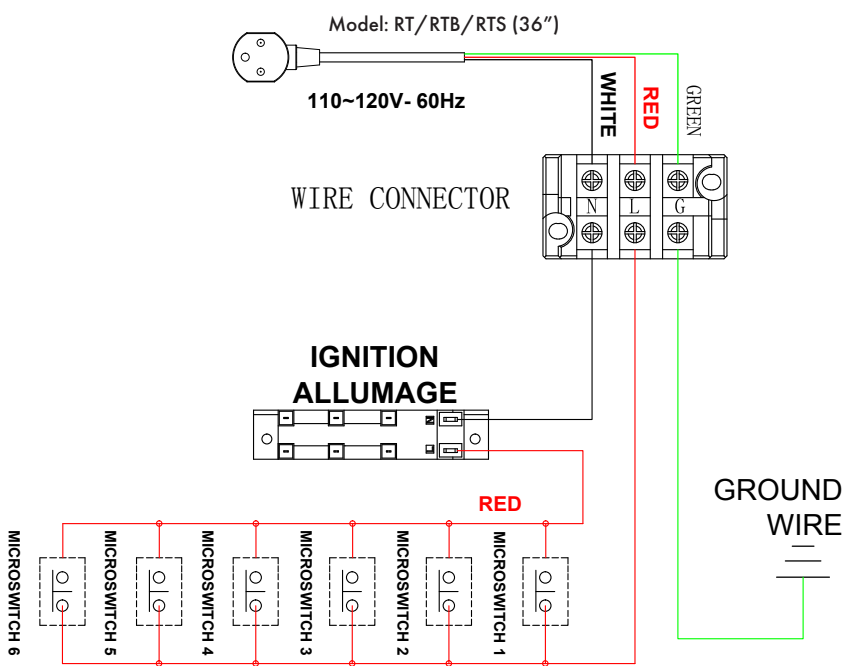 Model: RT/RTB/RTS (36″)
110~120V- 60Hz
WHITE
RED
GREEN
WIRE CONNECTOR
N L G
IGNITION
ALLUMAGE
N
L
RED
GROUND
WIRE
MICROSWITCH 6
MICROSWITCH 5
MICROSWITCH 4
MICROSWITCH 3
MICROSWITCH 2
MICROSWITCH 1